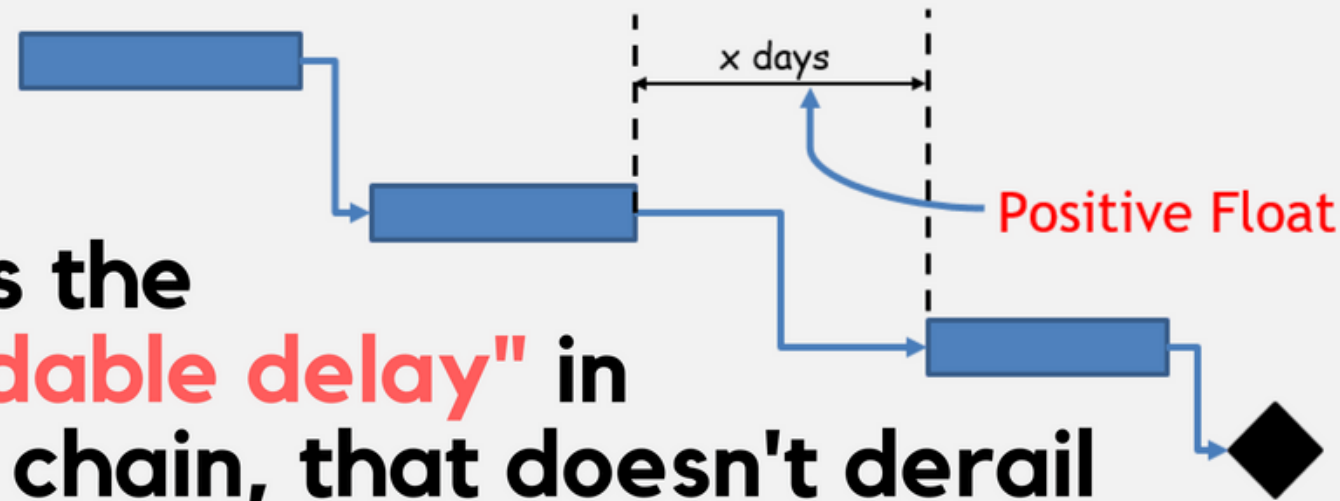 x days
Positive Float
s the
dable delay" in
chain, that doesn't derail